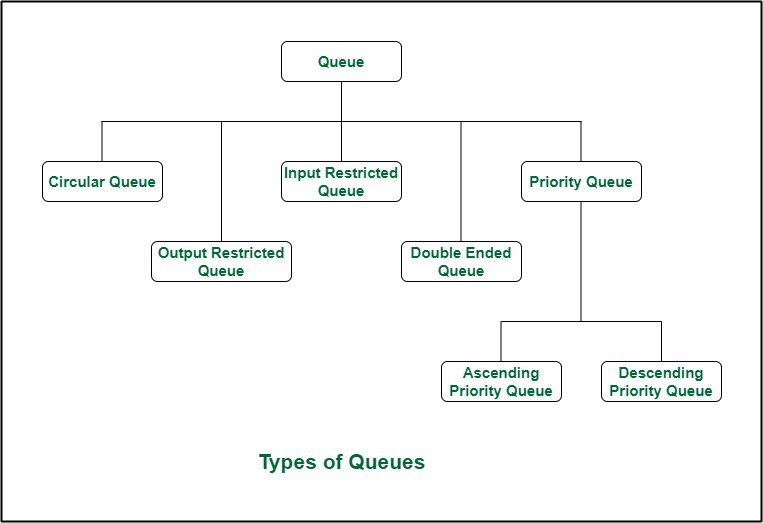 Queue
Circular Queue
Input Restricted
Queue
Priority Queue
Output Restricted
Queue
Double Ended
Queue
Ascending
Priority Queue
Descending
Priority Queue
Types of Queues